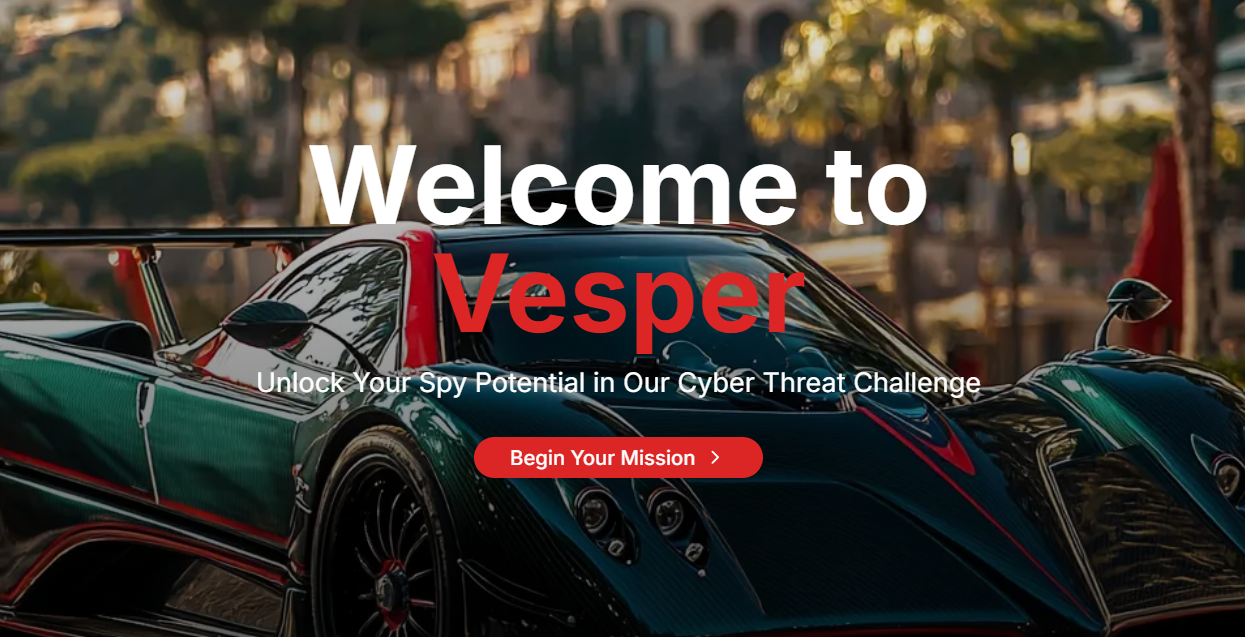 Welcome to
Vesper
Unlock Your Spy Potential in Our Cyber Threat Challenge
Begin Your Mission